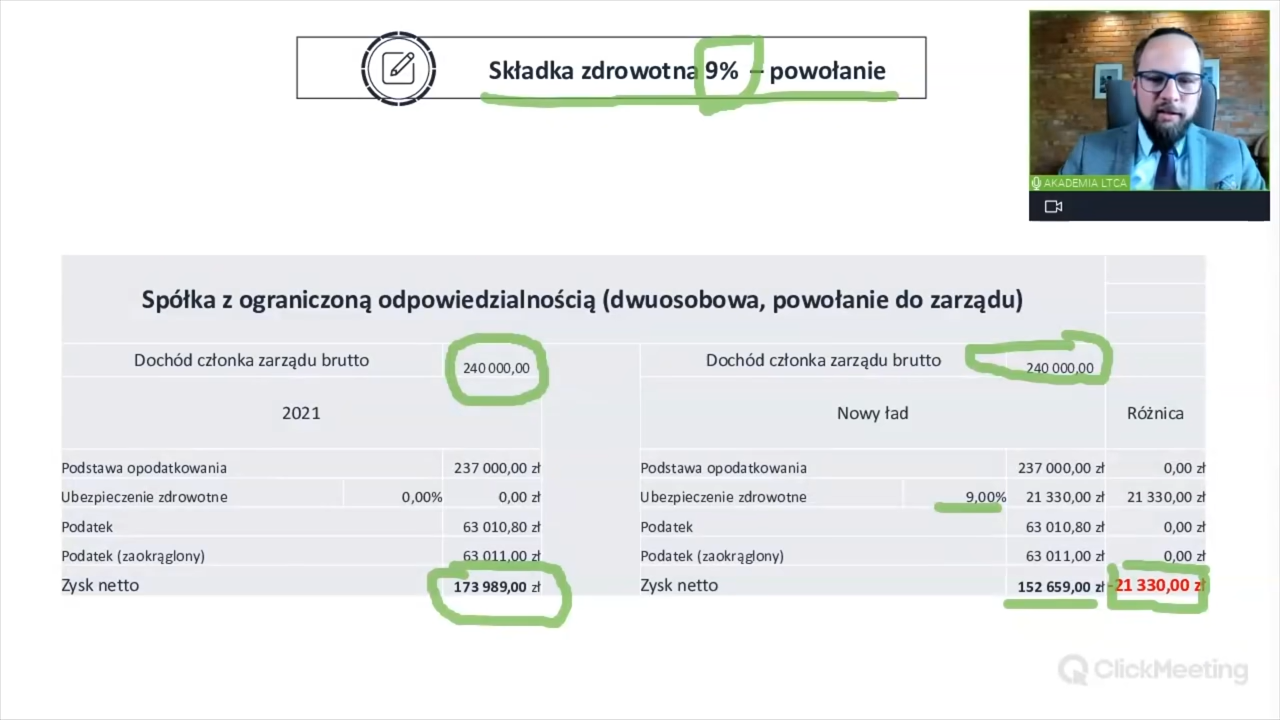 Składka zdrowotna 9% – powołanie
AKADEMIA LTCA
Spółka z ograniczoną odpowiedzialnością (dwuosobowa, powołanie do zarządu)
Dochód członka zarządu brutto 240 000,00 Dochód członka zarządu brutto 240 000,00
2021 Nowy ład Różnica
Podstawa opodatkowania 237 000,00 zł Podstawa opodatkowania 237 000,00 zł 0,00 zł
Ubezpieczenie zdrowotne 0,00% 0,00 zł Ubezpieczenie zdrowotne 9,00% 21 330,00 zł 21 330,00 zł
Podatek 63 010,80 zł Podatek 63 010,80 zł 0,00 zł
Podatek (zaokrąglony) 63 011,00 zł Podatek (zaokrąglony) 63 011,00 zł 0,00 zł
Zysk netto 173 989,00 zł Zysk netto 152 659,00 zł -21 330,00 zł
ClickMeeting